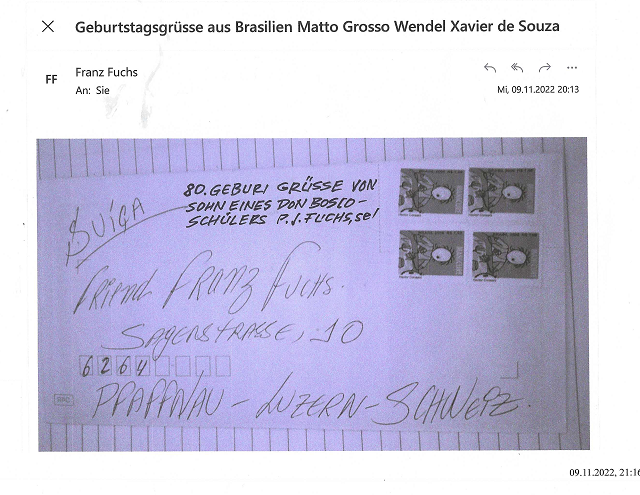 Geburtstagsgrüsse aus Brasilien Matto Grosso Wendel Xavier de Souza
FF
Franz Fuchs
An: Sie
Mi, 09.11.2022 20:13
80. GEBURI GRÜSSE VON
SOHN EINES DON BOSCO-
SCHÜLERS P.J. FUCHS, sel
SUIÇA
Friend Franz Fuchs.
SAGENSTRASSE, 10
6264
PFAFFNAU - LUZERN - SCHWEIZ.
09.11.2022, 21:16